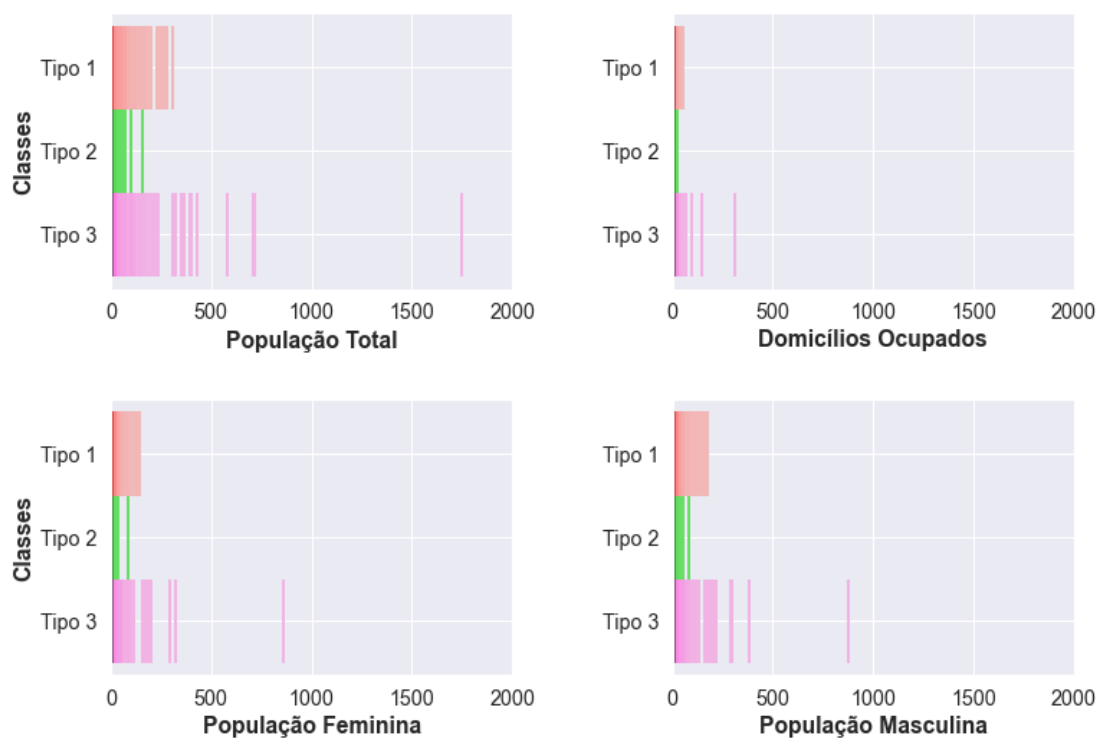 Classes
Tipo 1
Tipo 2
Tipo 3
0 500 1000 1500 2000
População Total
Tipo 1
Tipo 2
Tipo 3
0 500 1000 1500 2000
Domicílios Ocupados
Classes
Tipo 1
Tipo 2
Tipo 3
0 500 1000 1500 2000
População Feminina
Tipo 1
Tipo 2
Tipo 3
0 500 1000 1500 2000
População Masculina